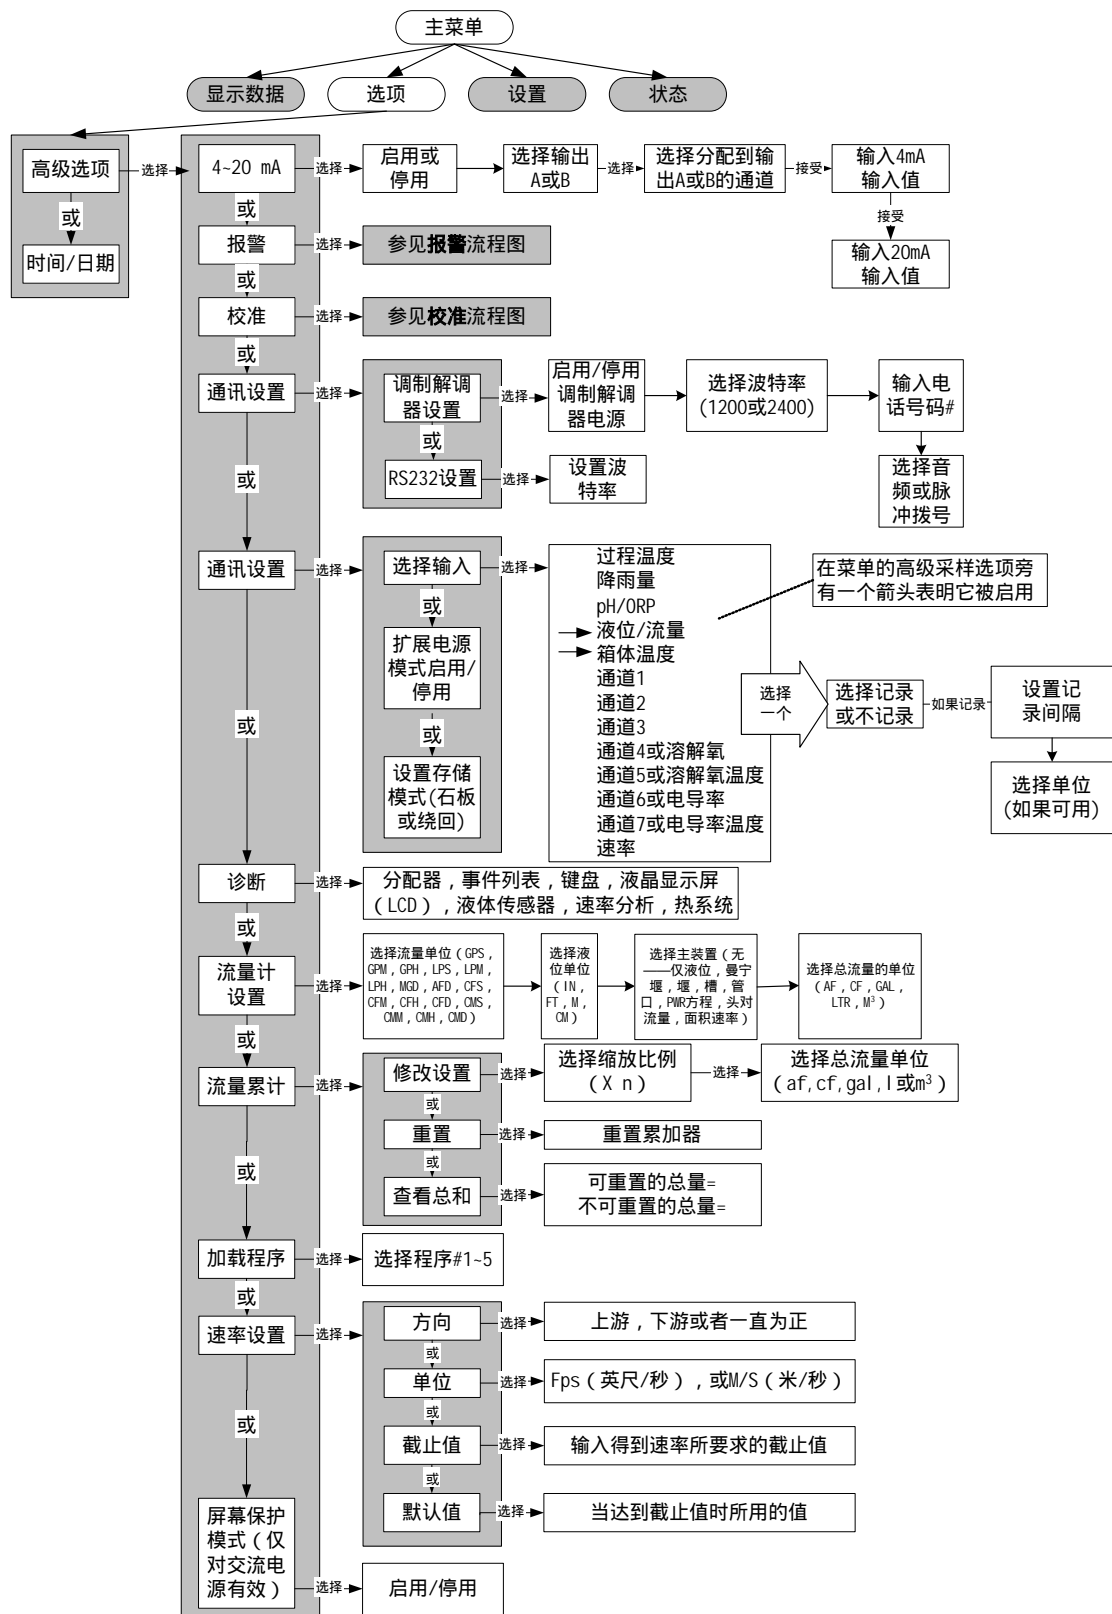 主菜单
显示数据
选项
设置
状态
高级选项
或
时间/日期
选择
4~20 mA
选择
启用或
停用
选择输出
A或B
选择
选择分配到输
出A或B的通道
接受
输入4mA
输入值
接受
输入20mA
输入值
或
报警
选择
参见报警流程图
或
校准
选择
参见校准流程图
或
通讯设置
选择
调制解调
器设置
选择
启用/停用
调制解调
器电源
选择波特率
(1200或2400)
输入电
话号码#
选择音
频或脉
冲拨号
或
RS232设置
选择
设置波
特率
或
通讯设置
选择
选择输入
选择
或
扩展电源
模式启用/
停用
或
设置存储
模式(石板
或绕回)
过程温度
降雨量
pH/ORP
液位/流量
箱体温度
通道1
通道2
通道3
通道4或溶解氧
通道5或溶解氧温度
通道6或电导率
通道7或电导率温度
速率
在菜单的高级采样选项旁
有一个箭头表明它被启用
选择
一个
选择记录
或不记录
如果记录
设置记
录间隔
选择单位
(如果可用)
或
诊断
选择
分配器，事件列表，键盘，液晶显示屏
（LCD），液体传感器，速率分析，热系统
或
流量计
设置
选择
选择流量单位（GPS，
GPM，GPH，LPS，LPM，
LPH，MGD，AFD，CFS，
CFM，CFH，CFD，CMS，
CMM，CMH，CMD）
选择液
位单位
（IN，
FT，M，
CM）
选择主装置（无
——仅液位，曼宁
堰，堰，槽，管
口，PWR方程，头对
流量，面积速率）
选择总流量的单位
（AF，CF，GAL，
LTR，M³）
或
流量累计
选择
修改设置
选择
选择缩放比例
（X n）
选择
选择总流量单位
（af,cf,gal,l或m³）
或
重置
选择
重置累加器
或
查看总和
选择
可重置的总量=
不可重置的总量=
或
加载程序
选择
选择程序#1~5
或
速率设置
选择
方向
选择
上游，下游或者一直为正
或
单位
选择
Fps（英尺/秒），或M/S（米/秒）
或
截止值
选择
输入得到速率所要求的截止值
或
默认值
选择
当达到截止值时所用的值
或
屏幕保护
模式（仅
对交流电
源有效）
选择
启用/停用